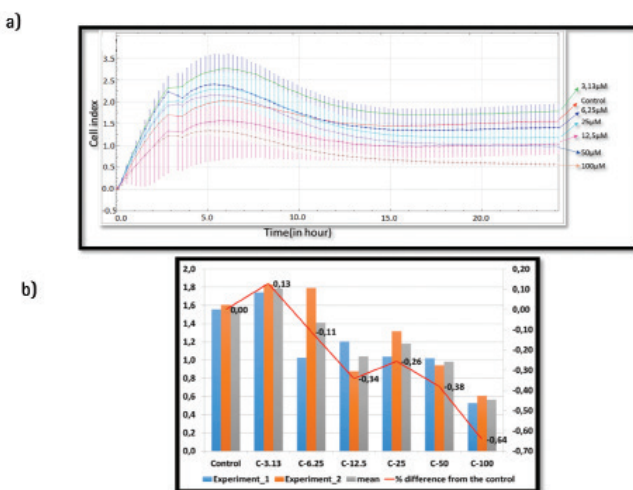 a)
3.5
3.0
2.5
2.0
1.5
1.0
0.5
0.0
Cell index
0.0 5.0 10.0 15.0 20.0
Time(in hour)
3,13µM
Control
6,25µM
25µM
12,5µM
50µM
100µM
b)
2,0
1,8
1,6
1,4
1,2
1,0
0,8
0,6
0,4
0,2
0,0
0,20
0,10
0,00
-0,10
-0,20
-0,30
-0,40
-0,50
-0,60
-0,70
0,00
0,13
-0,11
-0,34
-0,26
-0,38
-0,64
Control C-3.13 C-6.25 C-12.5 C-25 C-50 C-100
Experiment_1 Experiment_2 mean % difference from the control